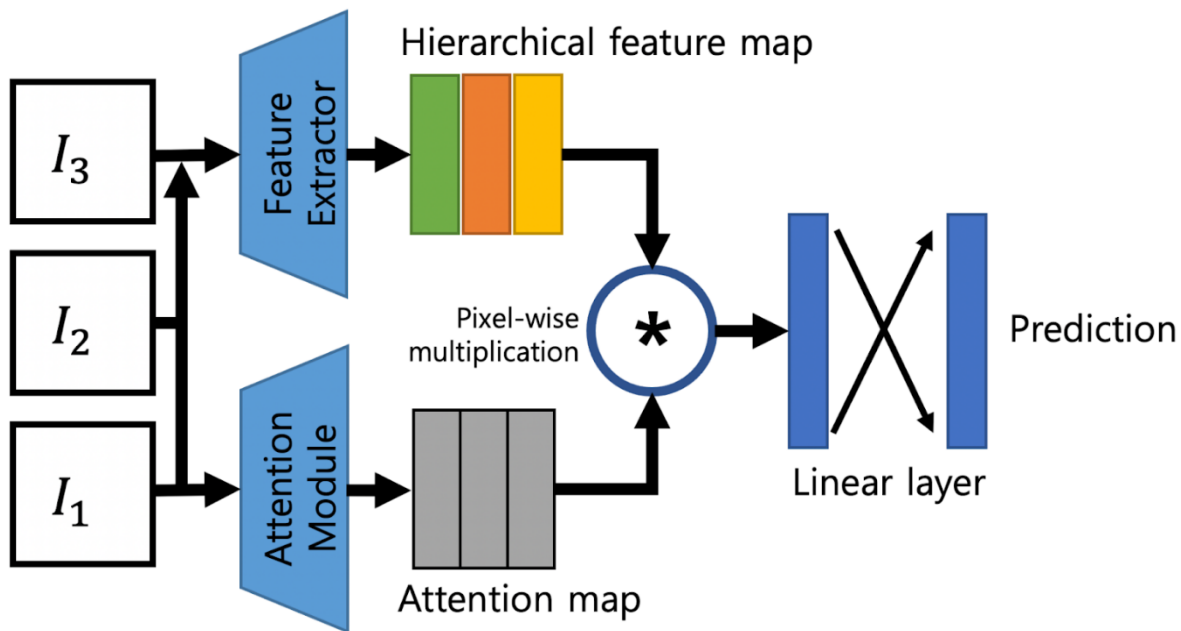 Hierarchical feature map
I₃
Feature
Extractor
I₂
Pixel-wise
multiplication
*
Prediction
I₁
Attention
Module
Linear layer
Attention map